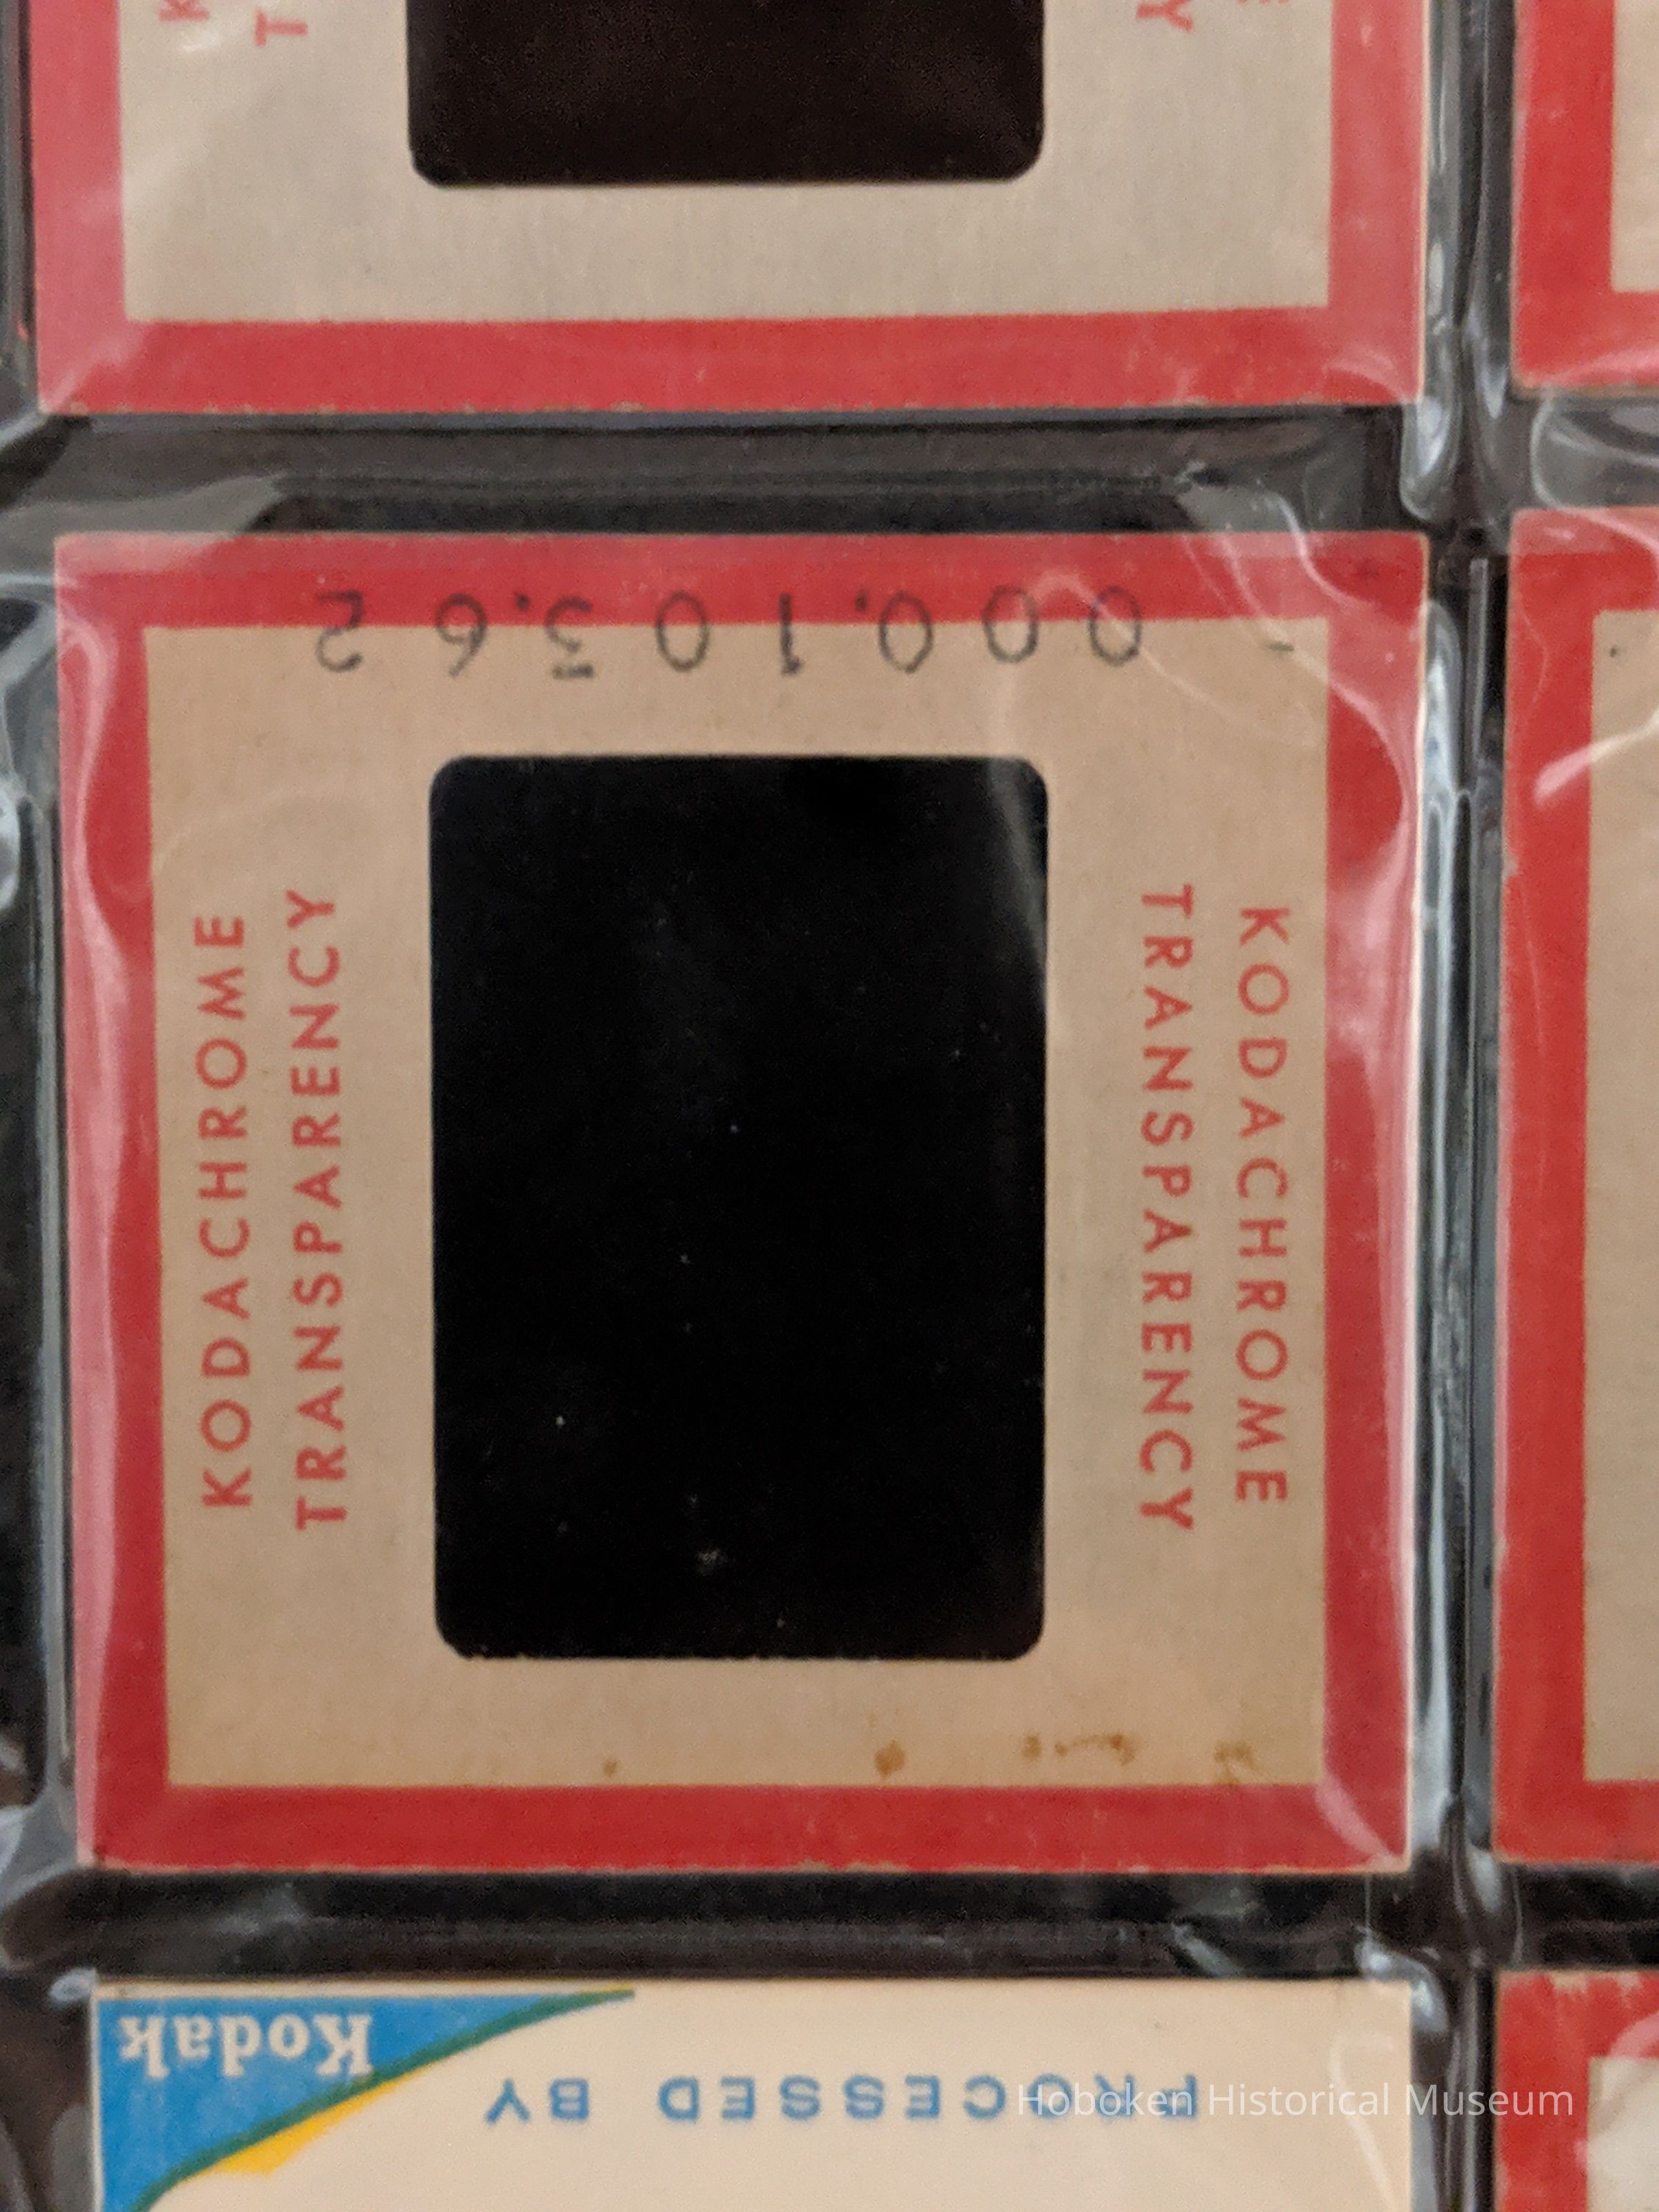 K
T
Y
E
000.103.62
KODACHROME
TRANSPARENCY
KODACHROME
TRANSPARENCY
Kodak
PROCESSED BY
Hoboken Historical Museum